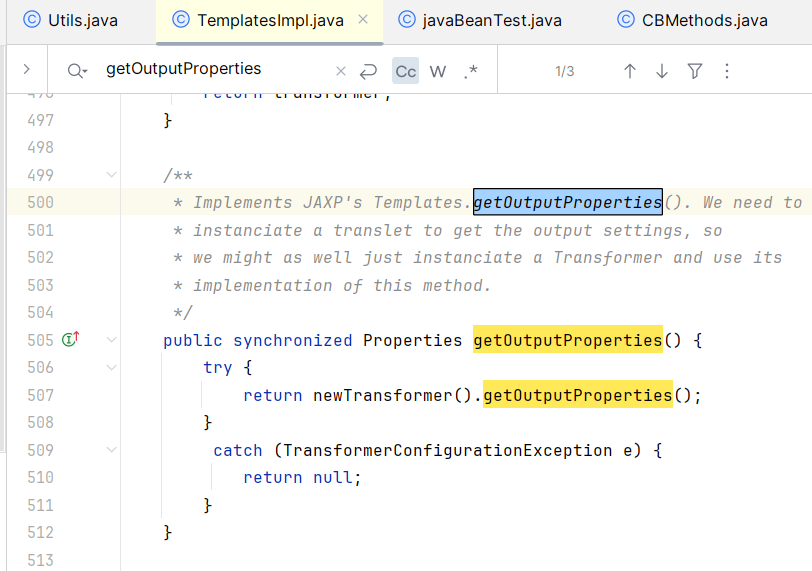 Utils.java TemplatesImpl.java javaBeanTest.java CBMethods.java
getOutputProperties Cc W .* 1/3
496 return transformer;
497 }
498
499 /**
500 * Implements JAXP's Templates.getOutputProperties(). We need to
501 * instanciate a translet to get the output settings, so
502 * we might as well just instanciate a Transformer and use its
503 * implementation of this method.
504 */
505 public synchronized Properties getOutputProperties() {
506 try {
507 return newTransformer().getOutputProperties();
508 }
509 catch (TransformerConfigurationException e) {
510 return null;
511 }
512 }
513